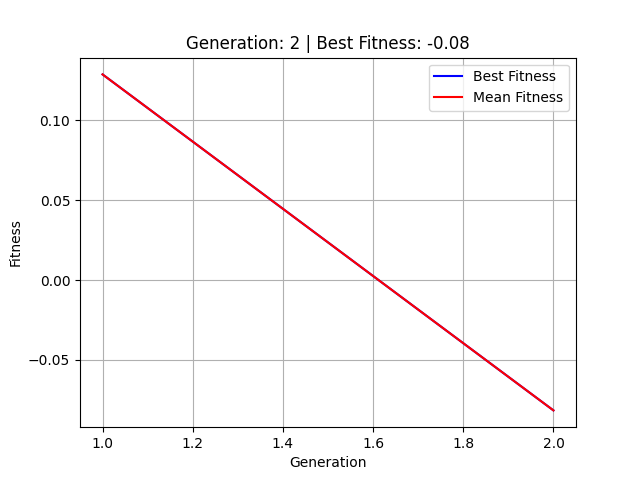 Generation: 2 | Best Fitness: -0.08
Best Fitness
Mean Fitness
0.10
0.05
0.00
−0.05
Fitness
1.0 1.2 1.4 1.6 1.8 2.0
Generation